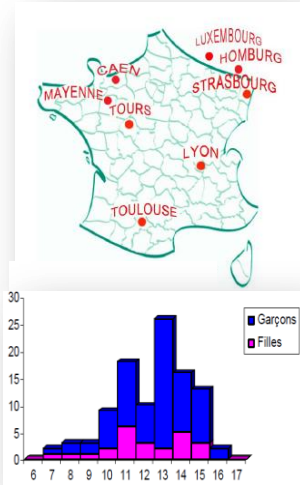 LUXEMBOURG
HOMBURG
CAEN
STRASBOURG
MAYENNE
TOURS
LYON
TOULOUSE
30
25
20
15
10
5
0
Garçons
Filles
6 7 8 9 10 11 12 13 14 15 16 17